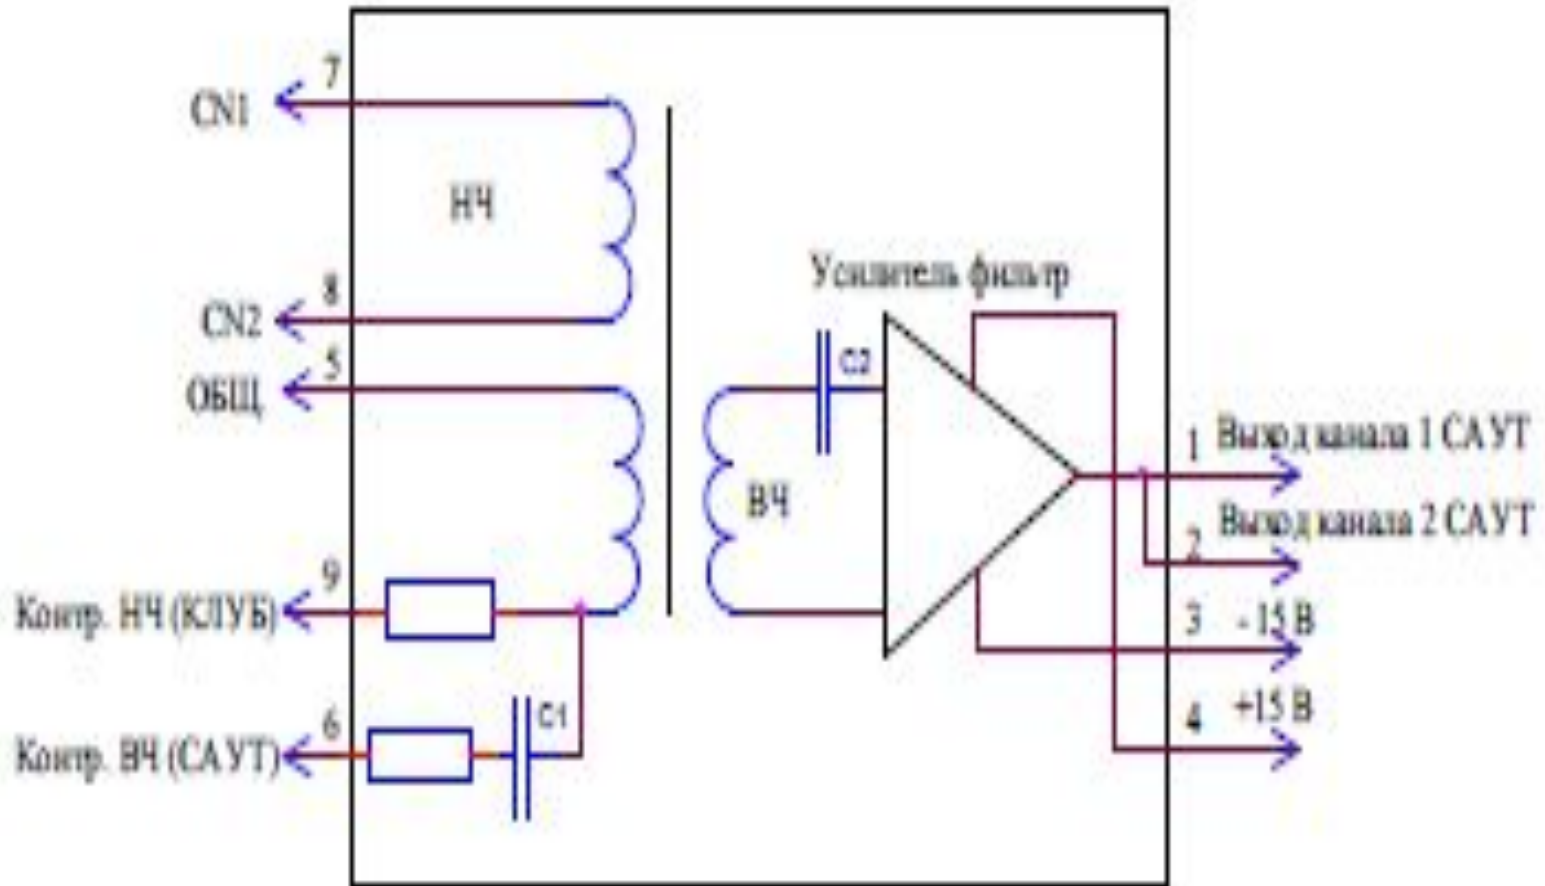 7
CN1
НЧ
8
CN2
5
ОБЩ
Усилитель фильтр
C2
ВЧ
1 Выход канала 1 САУТ
2 Выход канала 2 САУТ
3 - 15 В
4 +15 В
9
Контр. НЧ (КЛУБ)
6
C1
Контр. ВЧ (САУТ)